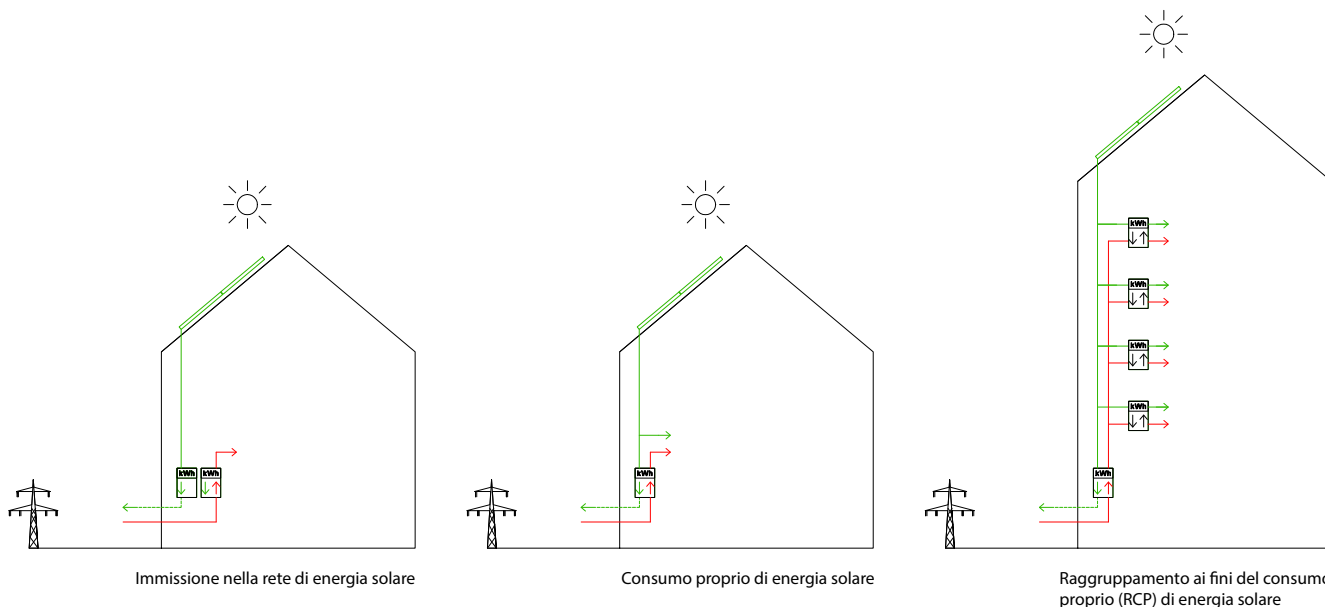 kWh
kWh
kWh
kWh
kWh kWh
kWh
kWh
Immissione nella rete di energia solare
Consumo proprio di energia solare
Raggruppamento ai fini del consumo
proprio (RCP) di energia solare